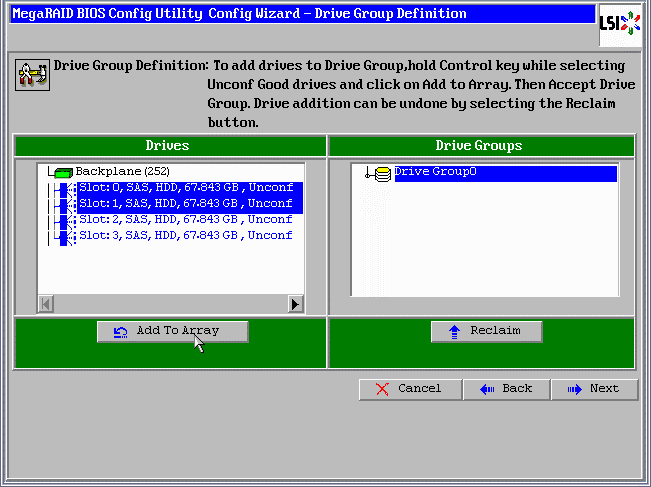 MegaRAID BIOS Config Utility Config Wizard – Drive Group Definition
LSI
Drive Group Definition: To add drives to Drive Group,hold Control key while selecting
Unconf Good drives and click on Add to Array. Then Accept Drive
Group. Drive addition can be undone by selecting the Reclaim
button.
Drives
Drive Groups
Backplane (252)
Slot: 0, SAS, HDD, 67.843 GB , Unconf
Slot: 1, SAS, HDD, 67.843 GB , Unconf
Slot: 2, SAS, HDD, 67.843 GB , Unconf
Slot: 3, SAS, HDD, 67.843 GB , Unconf
Drive Group0
Add To Array
Reclaim
Cancel
Back
Next